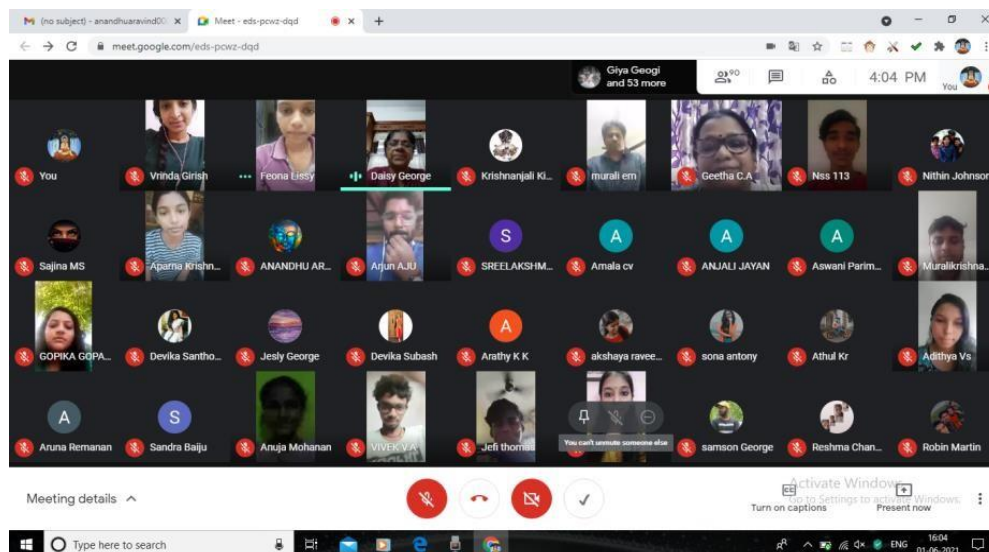 (no subject) - anandhuaravind00
Meet - eds-pcwz-dqd
meet.google.com/eds-pcwz-dqd
Giya Geogi
and 53 more
90
4:04 PM
You
You
Vrinda Girish
Feona Lissy
Daisy George
Krishnanjali Ki...
murali em
Geetha C.A
Nss 113
Nithin Johnson
Sajina MS
Aparna Krishn...
ANANDHU AR...
Arjun AJU
S
SREELAKSHM...
A
Amala cv
A
ANJALI JAYAN
A
Aswani Parim...
Muralikrishna...
GOPIKA GOPA...
Devika Santho...
Jesly George
Devika Subash
A
Arathy K K
akshaya ravee...
sona antony
Athul Kr
Adithya Vs
A
Aruna Remanan
S
Sandra Baiju
Anuja Mohanan
VIVEK V A
Jefi thomas
You can't unmute someone else
samson George
Reshma Chan...
Robin Martin
Meeting details
Turn on captions
Present now
Activate Windows
Go to Settings to activate Windows.
Type here to search
ENG
16:04
01-06-2021